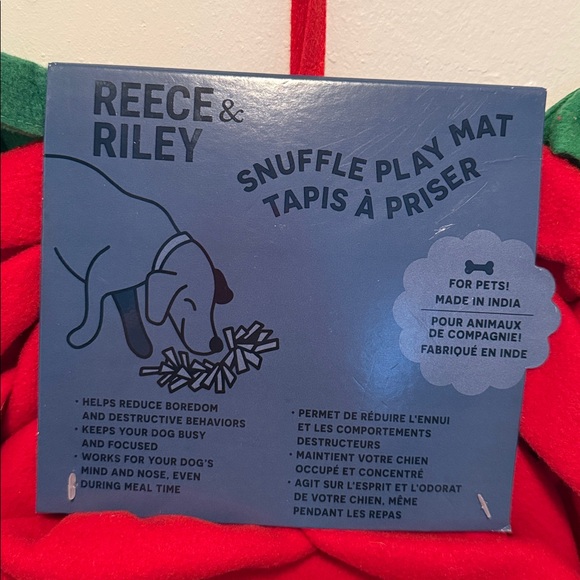 REECE &
RILEY
SNUFFLE PLAY MAT
TAPIS À PRISER
FOR PETS!
MADE IN INDIA
POUR ANIMAUX
DE COMPAGNIE!
FABRIQUÉ EN INDE
• HELPS REDUCE BOREDOM
AND DESTRUCTIVE BEHAVIORS
• KEEPS YOUR DOG BUSY
AND FOCUSED
• WORKS FOR YOUR DOG'S
MIND AND NOSE, EVEN
DURING MEAL TIME
• PERMET DE RÉDUIRE L'ENNUI
ET LES COMPORTEMENTS
DESTRUCTEURS
• MAINTIENT VOTRE CHIEN
OCCUPÉ ET CONCENTRÉ
• AGIT SUR L'ESPRIT ET L'ODORAT
DE VOTRE CHIEN, MÊME
PENDANT LES REPAS